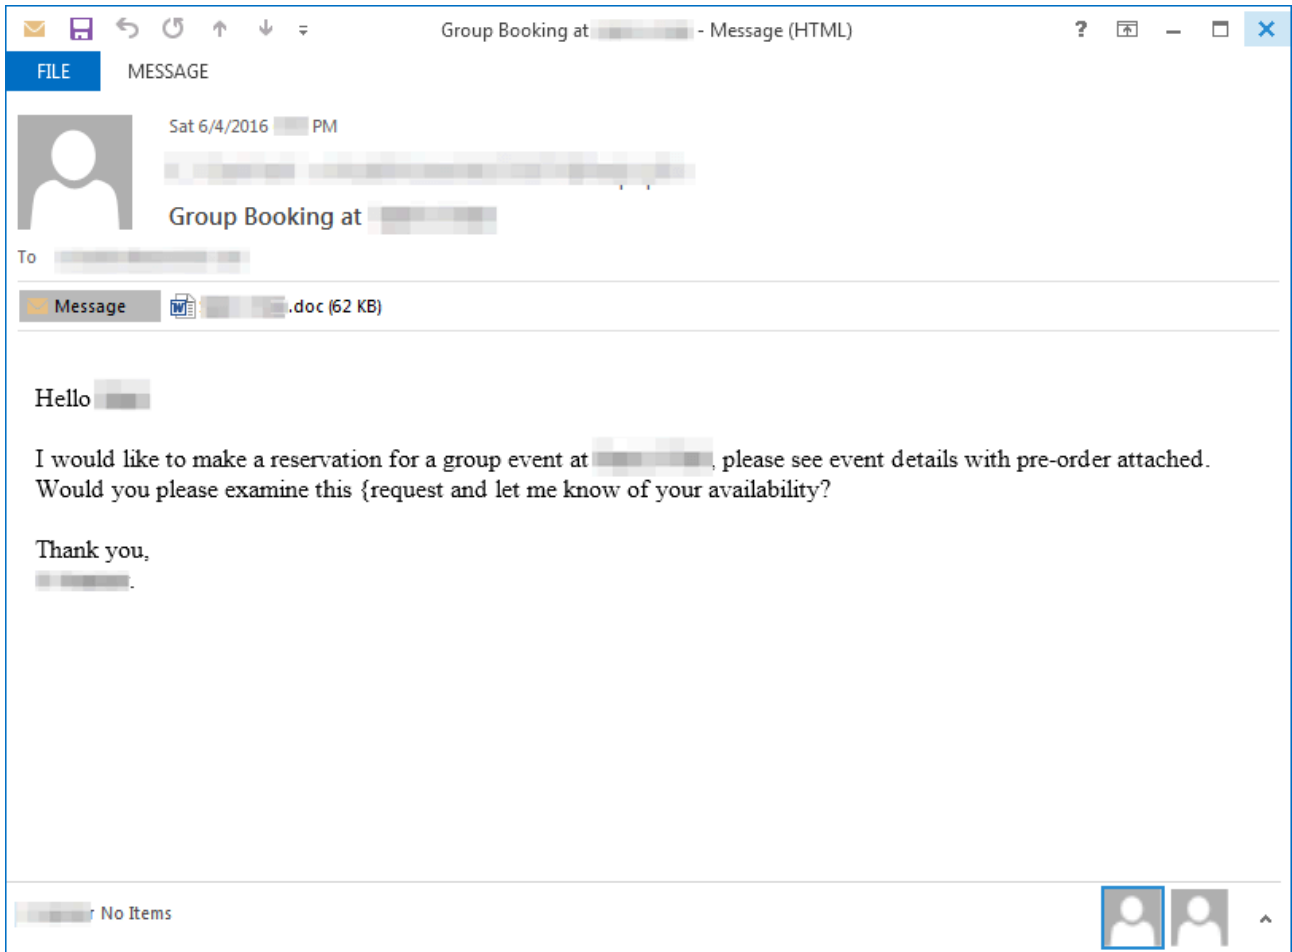 Group Booking at - Message (HTML) ?
FILE MESSAGE
Sat 6/4/2016 PM
Group Booking at
To
Message .doc (62 KB)
Hello
I would like to make a reservation for a group event at , please see event details with pre-order attached.
Would you please examine this {request and let me know of your availability?
Thank you,
.
r No Items